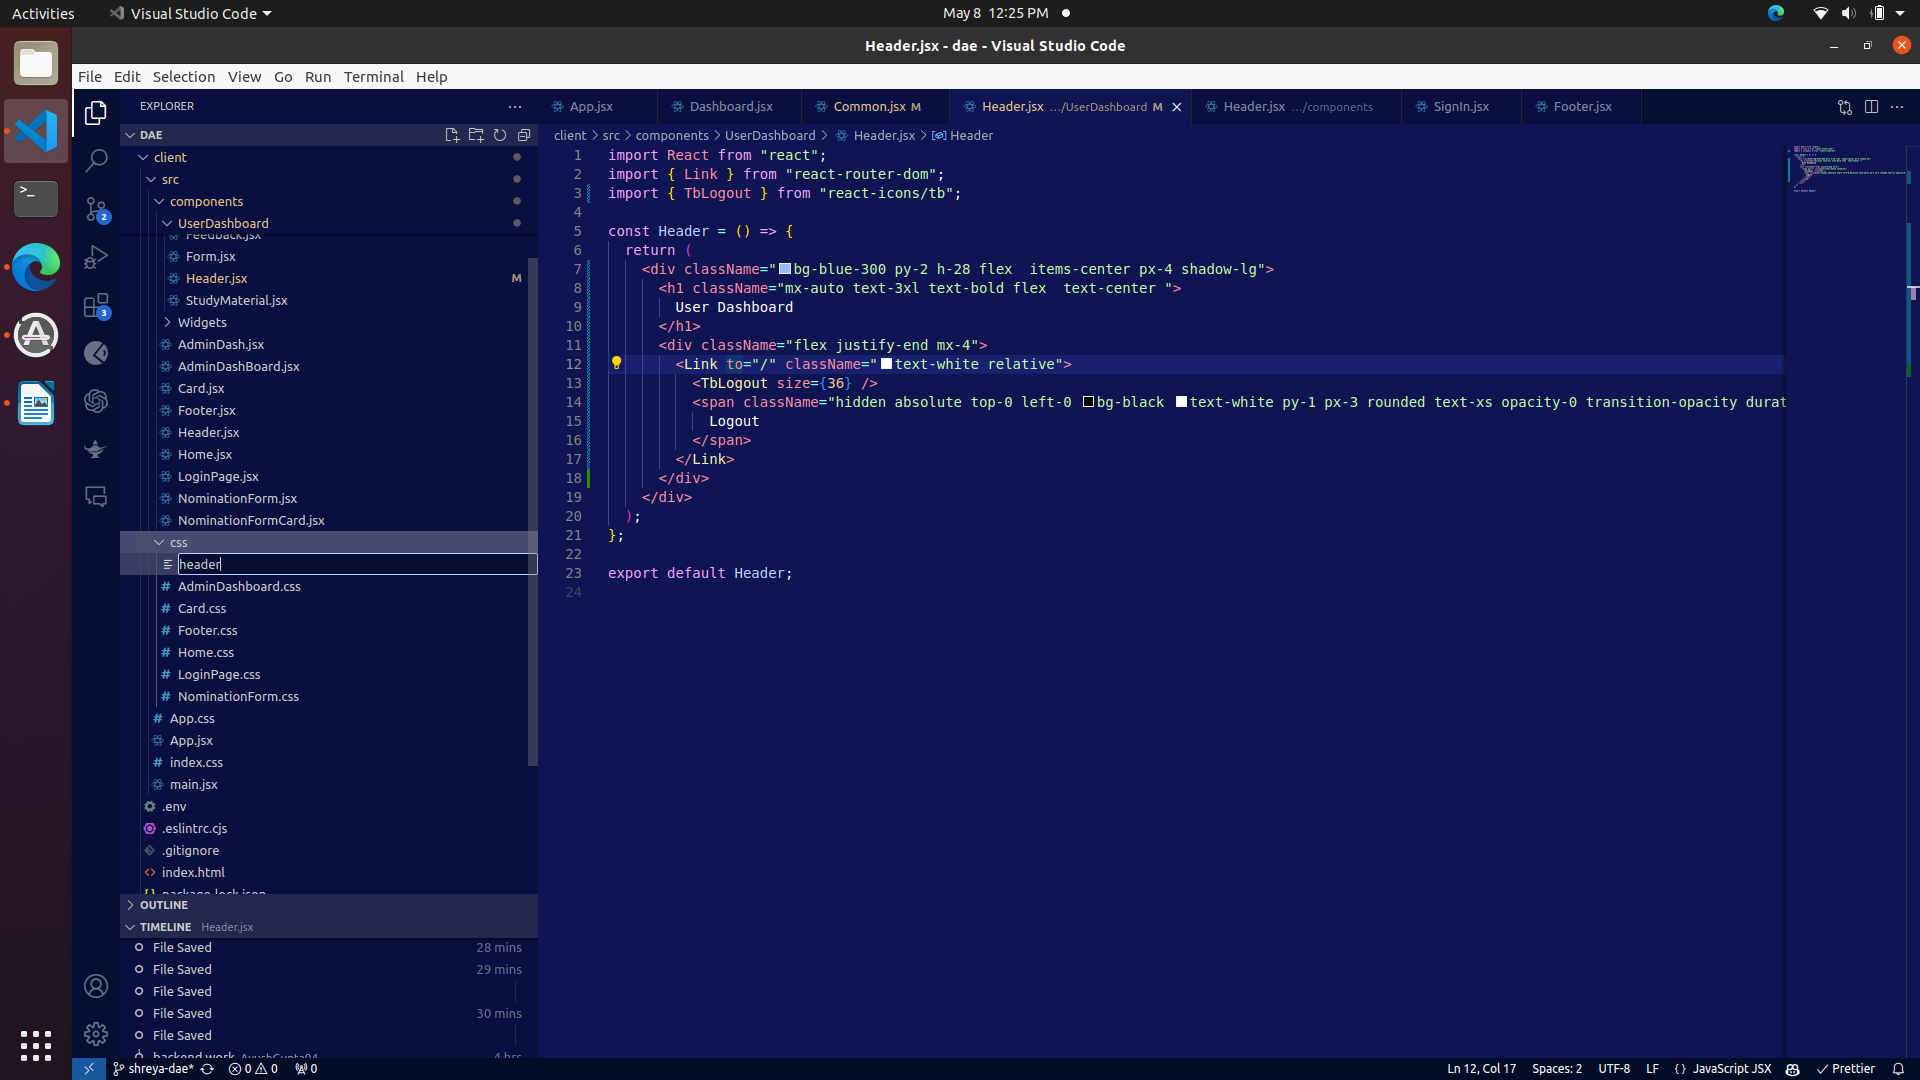 Activities
Visual Studio Code
May 8 12:25 PM
Header.jsx - dae - Visual Studio Code
File Edit Selection View Go Run Terminal Help
EXPLORER
App.jsx
Dashboard.jsx
Common.jsx M
Header.jsx .../UserDashboard M
Header.jsx .../components
SignIn.jsx
Footer.jsx
DAE
client
src
components
UserDashboard
Feedback.jsx
Form.jsx
Header.jsx M
StudyMaterial.jsx
Widgets
AdminDash.jsx
AdminDashBoard.jsx
Card.jsx
Footer.jsx
Header.jsx
Home.jsx
LoginPage.jsx
NominationForm.jsx
NominationFormCard.jsx
css
header
AdminDashboard.css
Card.css
Footer.css
Home.css
LoginPage.css
NominationForm.css
App.css
App.jsx
index.css
main.jsx
.env
.eslintrc.cjs
.gitignore
index.html
package-lock.json
OUTLINE
TIMELINE Header.jsx
File Saved 28 mins
File Saved 29 mins
File Saved
File Saved 30 mins
File Saved
backend work AyushGupta04 4 hrs
2
3
client > src > components > UserDashboard > Header.jsx > Header
1 import React from "react";
2 import { Link } from "react-router-dom";
3 import { TbLogout } from "react-icons/tb";
4
5 const Header = () => {
6 return (
7 <div className="bg-blue-300 py-2 h-28 flex  items-center px-4 shadow-lg">
8 <h1 className="mx-auto text-3xl text-bold flex  text-center ">
9 User Dashboard
10 </h1>
11 <div className="flex justify-end mx-4">
12 <Link to="/" className="text-white relative">
13 <TbLogout size={36} />
14 <span className="hidden absolute top-0 left-0 bg-black text-white py-1 px-3 rounded text-xs opacity-0 transition-opacity durat
15 Logout
16 </span>
17 </Link>
18 </div>
19 </div>
20 );
21 };
22
23 export default Header;
24
shreya-dae* 0 0 0
Ln 12, Col 17 Spaces: 2 UTF-8 LF {} JavaScript JSX Prettier